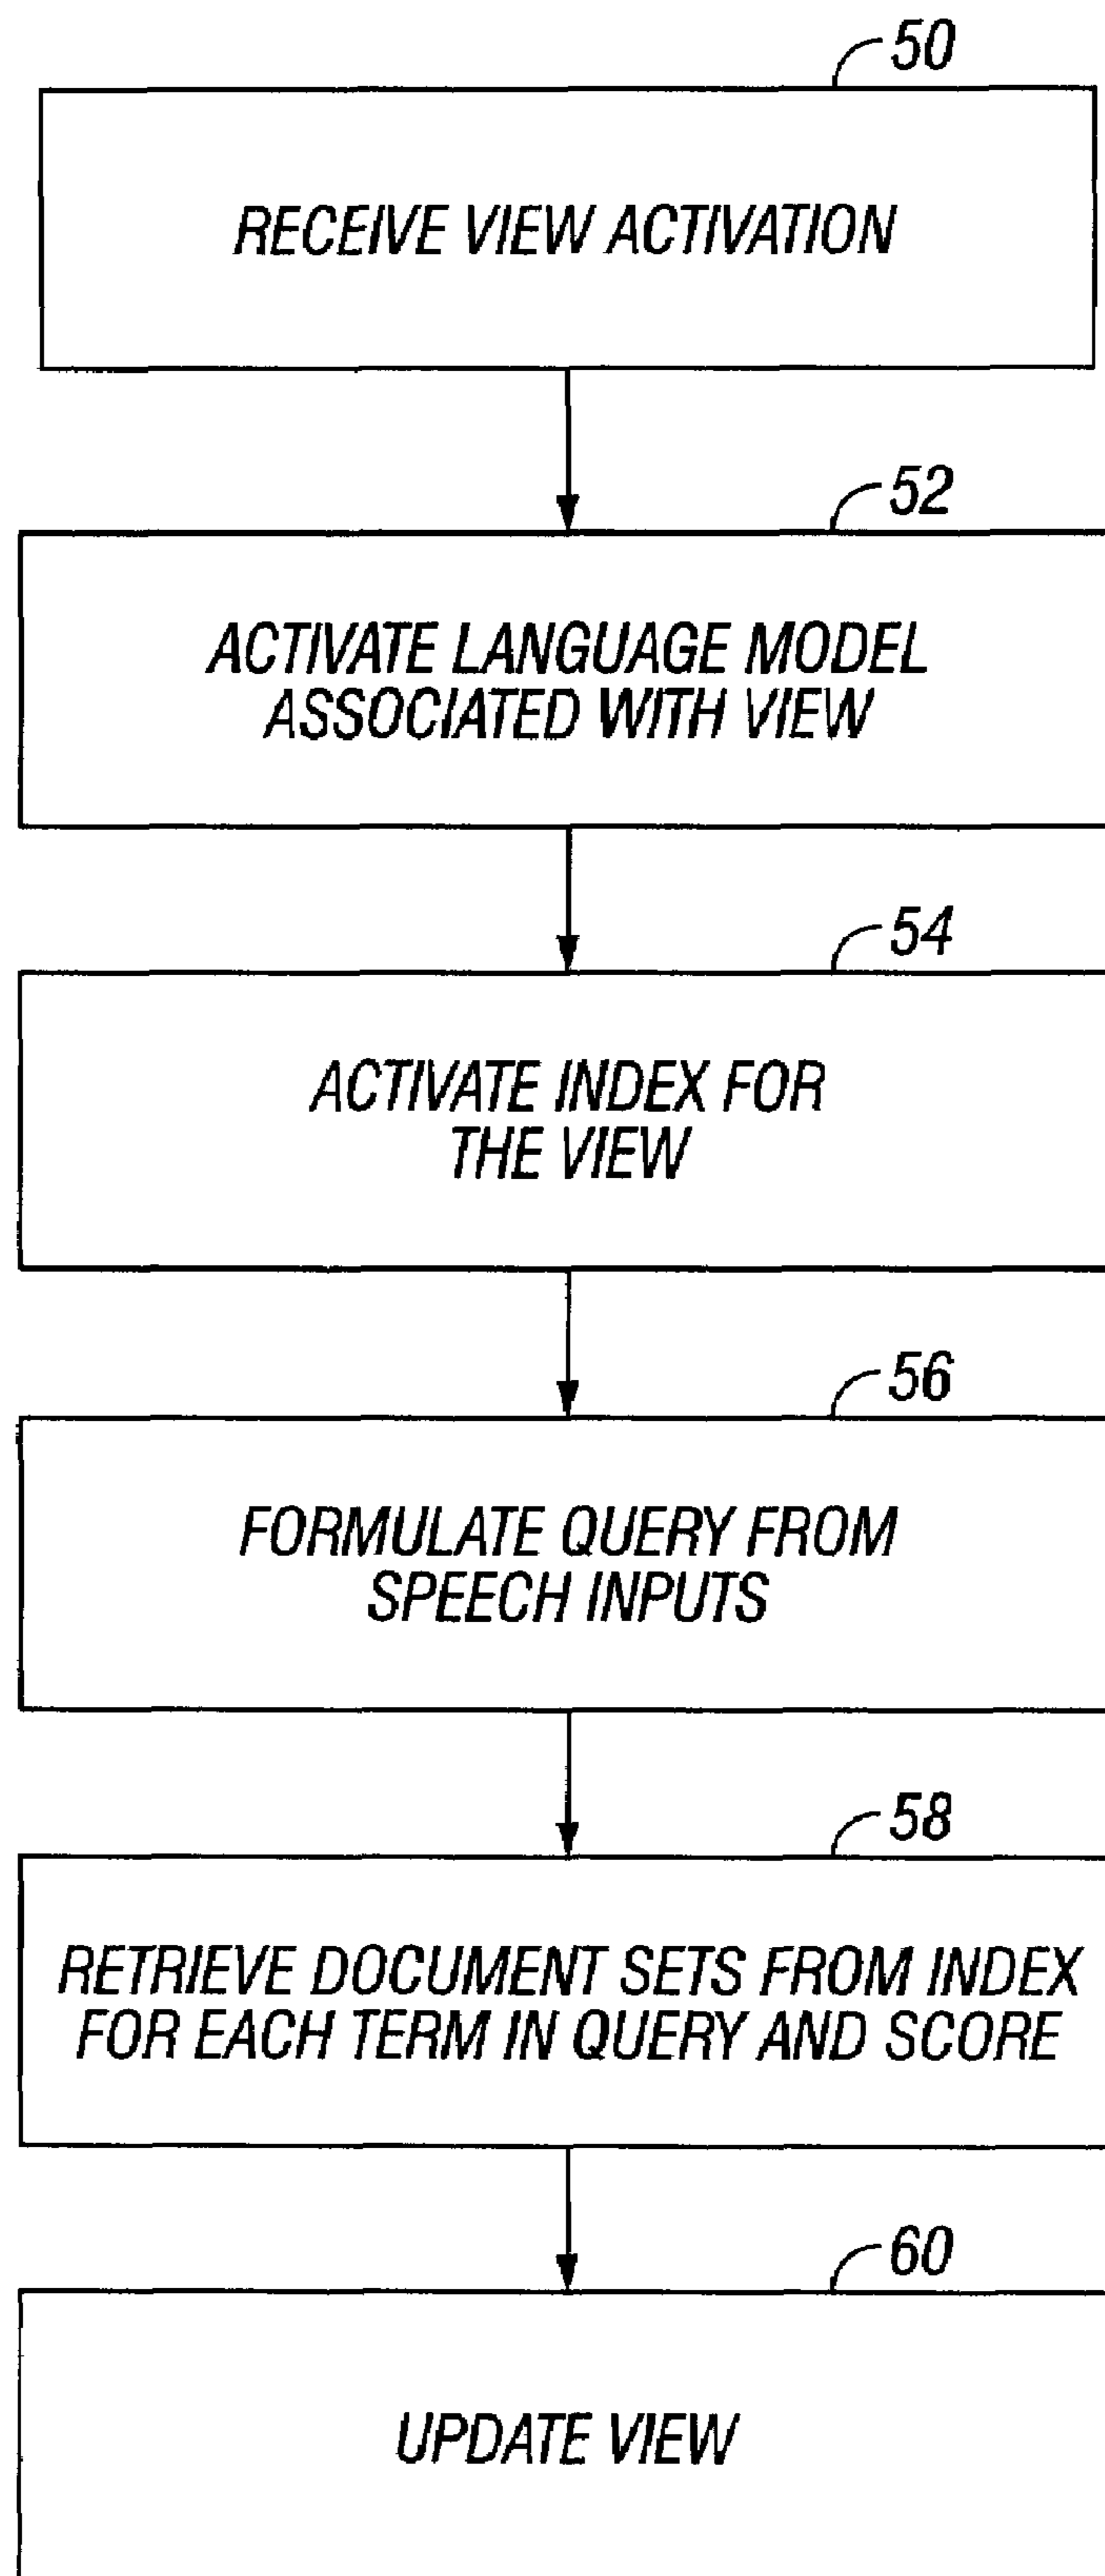 50
RECEIVE VIEW ACTIVATION
52
ACTIVATE LANGUAGE MODEL
ASSOCIATED WITH VIEW
54
ACTIVATE INDEX FOR
THE VIEW
56
FORMULATE QUERY FROM
SPEECH INPUTS
58
RETRIEVE DOCUMENT SETS FROM INDEX
FOR EACH TERM IN QUERY AND SCORE
60
UPDATE VIEW